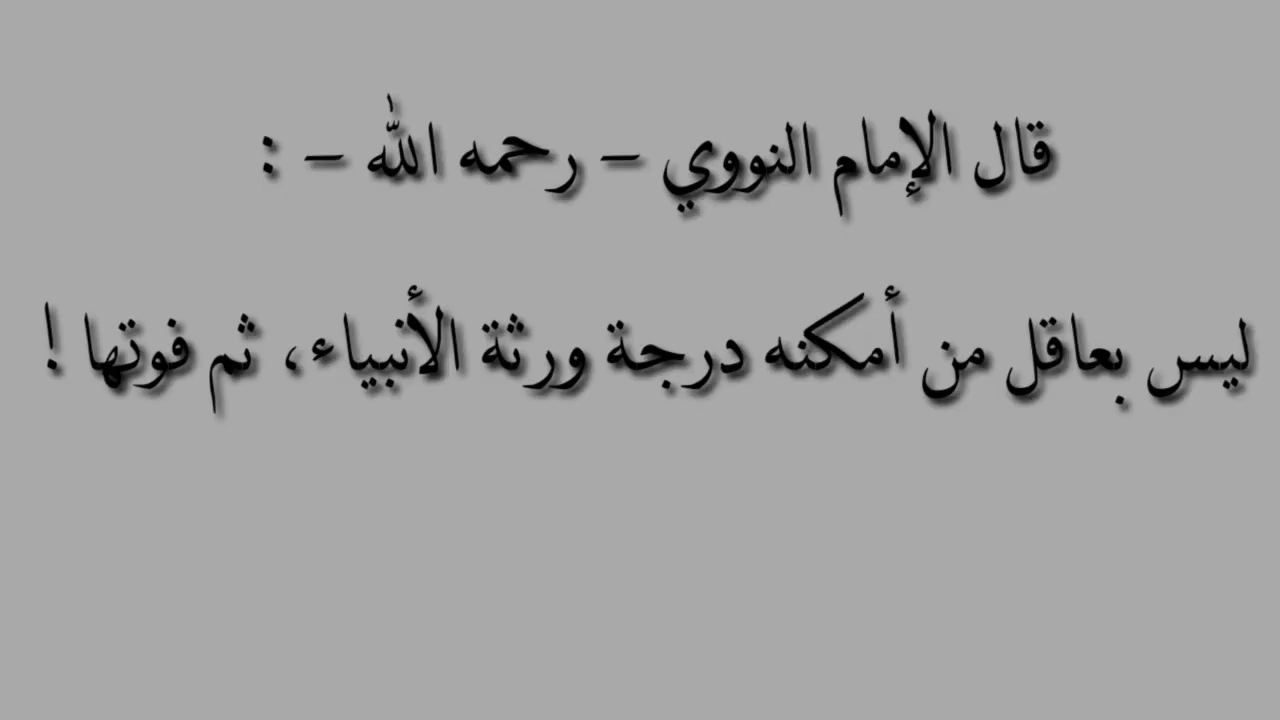 قال الإمام النووي – رحمه الله – :
ليس بعاقل من أمكنه درجة ورثة الأنبياء، ثم فوتها !